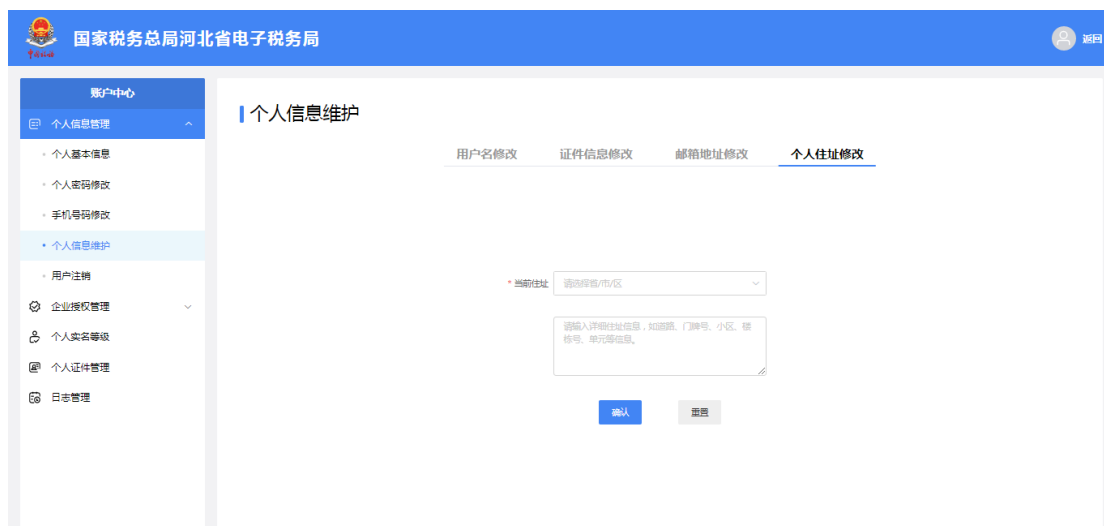 国家税务总局河北省电子税务局
返回
账户中心
个人信息管理
个人基本信息
个人密码修改
手机号码修改
个人信息维护
用户注销
企业授权管理
个人实名等级
个人证件管理
日志管理
个人信息维护
用户名修改 证件信息修改 邮箱地址修改 个人住址修改
* 当前住址 请选择省/市/区
请输入详细住址信息，如道路、门牌号、小区、楼
栋号、单元等信息。
确认 重置